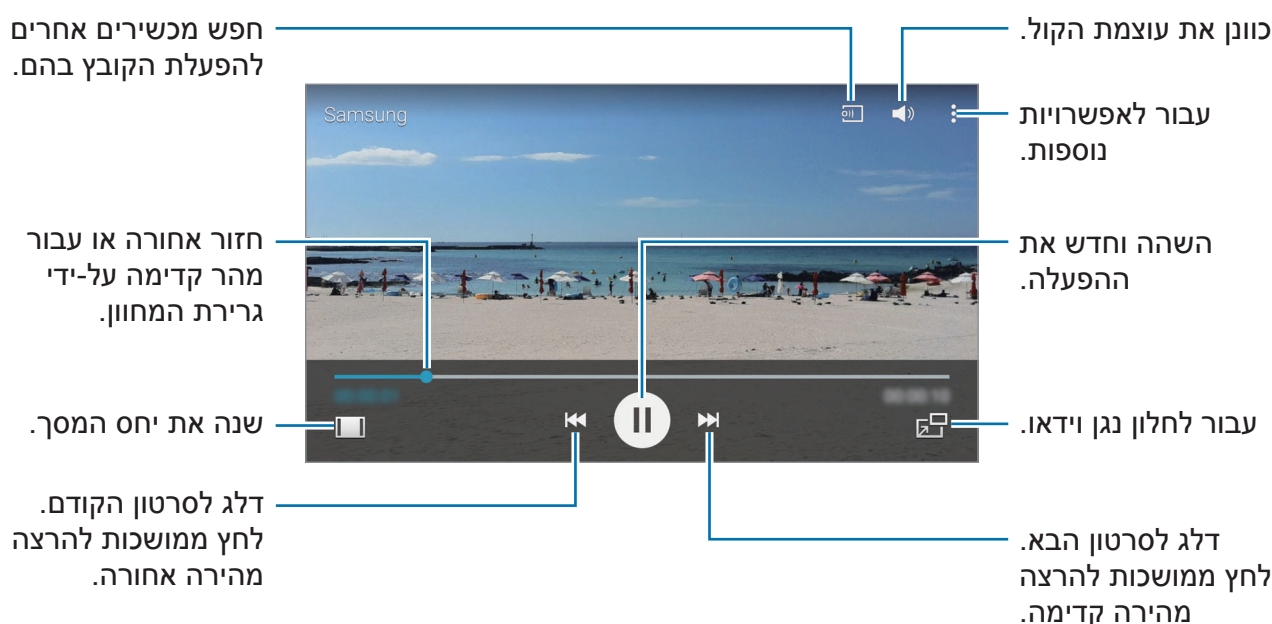 כוונן את עוצמת הקול.
עבור לאפשרויות
נוספות.
השהה וחדש את
ההפעלה.
עבור לחלון נגן וידאו.
דלג לסרטון הבא.
לחץ ממושכות להרצה
מהירה קדימה.
חפש מכשירים אחרים
להפעלת הקובץ בהם.
Samsung
חזור אחורה או עבור
מהר קדימה על-ידי
גרירת המחוון.
שנה את יחס המסך.
דלג לסרטון הקודם.
לחץ ממושכות להרצה
מהירה אחורה.